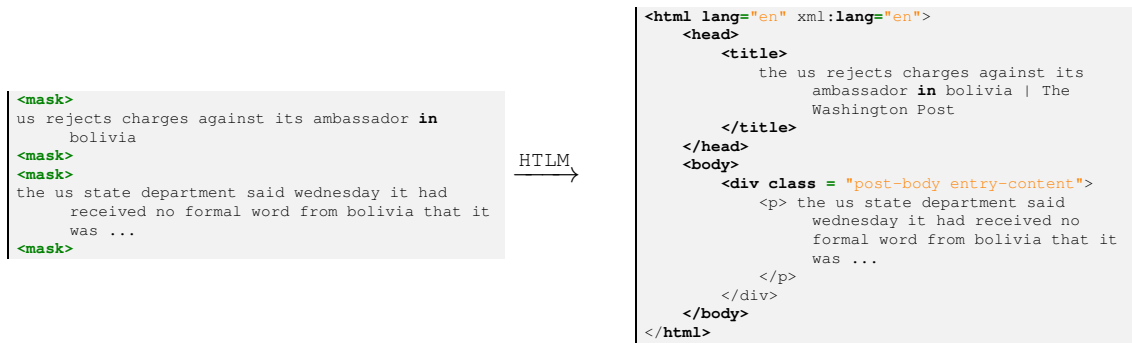 <mask>
us rejects charges against its ambassador in
bolivia
<mask>
<mask>
the us state department said wednesday it had
received no formal word from bolivia that it
was ...
<mask>
HTLM
<html lang="en" xml:lang="en">
<head>
<title>
the us rejects charges against its
ambassador in bolivia | The
Washington Post
</title>
</head>
<body>
<div class = "post-body entry-content">
<p> the us state department said
wednesday it had received no
formal word from bolivia that it
was ...
</p>
</div>
</body>
</html>